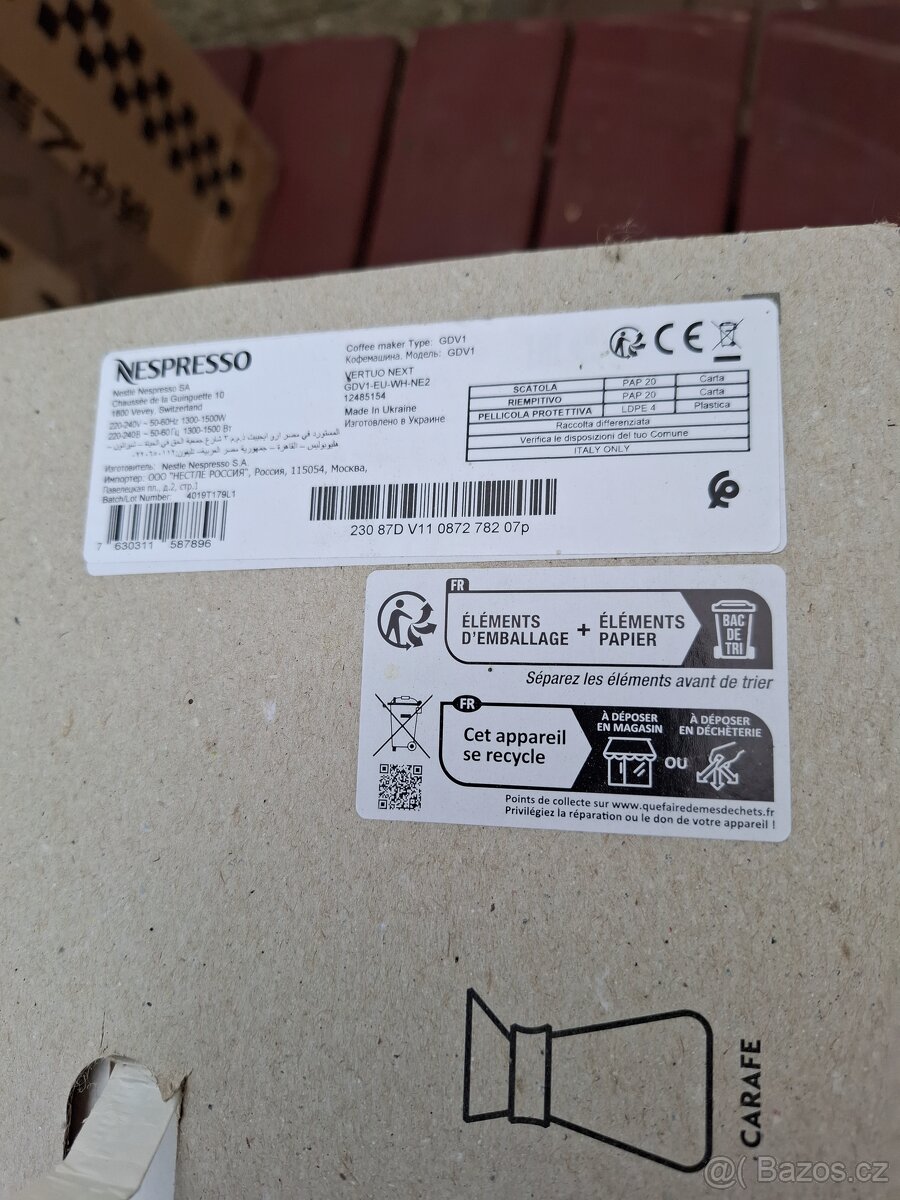 NESPRESSO
Nestle Nespresso SA
Chaussée de la Guinguette 10
1800 Vevey, Switzerland
220-240V ~ 50-60Hz 1300-1500W
220-240В ~ 50-60Гц 1300-1500 Вт
Изготовитель: Nestle Nespresso S.A.
Импортер: ООО "НЕСТЛЕ РОССИЯ", Россия, 115054, Москва,
Павелецкая пл., д.2, стр.1
Batch/Lot Number: 4019T179L1
7 630311 587896
Coffee maker Type: GDV1
Кофемашина. Модель: GDV1
VERTUO NEXT
GDV1-EU-WH-NE2
12485154
Made in Ukraine
Изготовлено в Украине
230 87D V11 0872 782 07p
CE
SCATOLA PAP 20 Carta
RIEMPITIVO PAP 20 Carta
PELLICOLA PROTETTIVA LDPE 4 Plastica
Raccolta differenziata
Verifica le disposizioni del tuo Comune
ITALY ONLY
FR
ÉLÉMENTS D'EMBALLAGE + ÉLÉMENTS PAPIER
BAC DE TRI
Séparez les éléments avant de trier
FR
Cet appareil
se recycle
À DÉPOSER
EN MAGASIN
OU
À DÉPOSER
EN DÉCHÈTERIE
Points de collecte sur www.quefairedemesdechets.fr
Privilégiez la réparation ou le don de votre appareil !
CARAFE
Bazos.cz